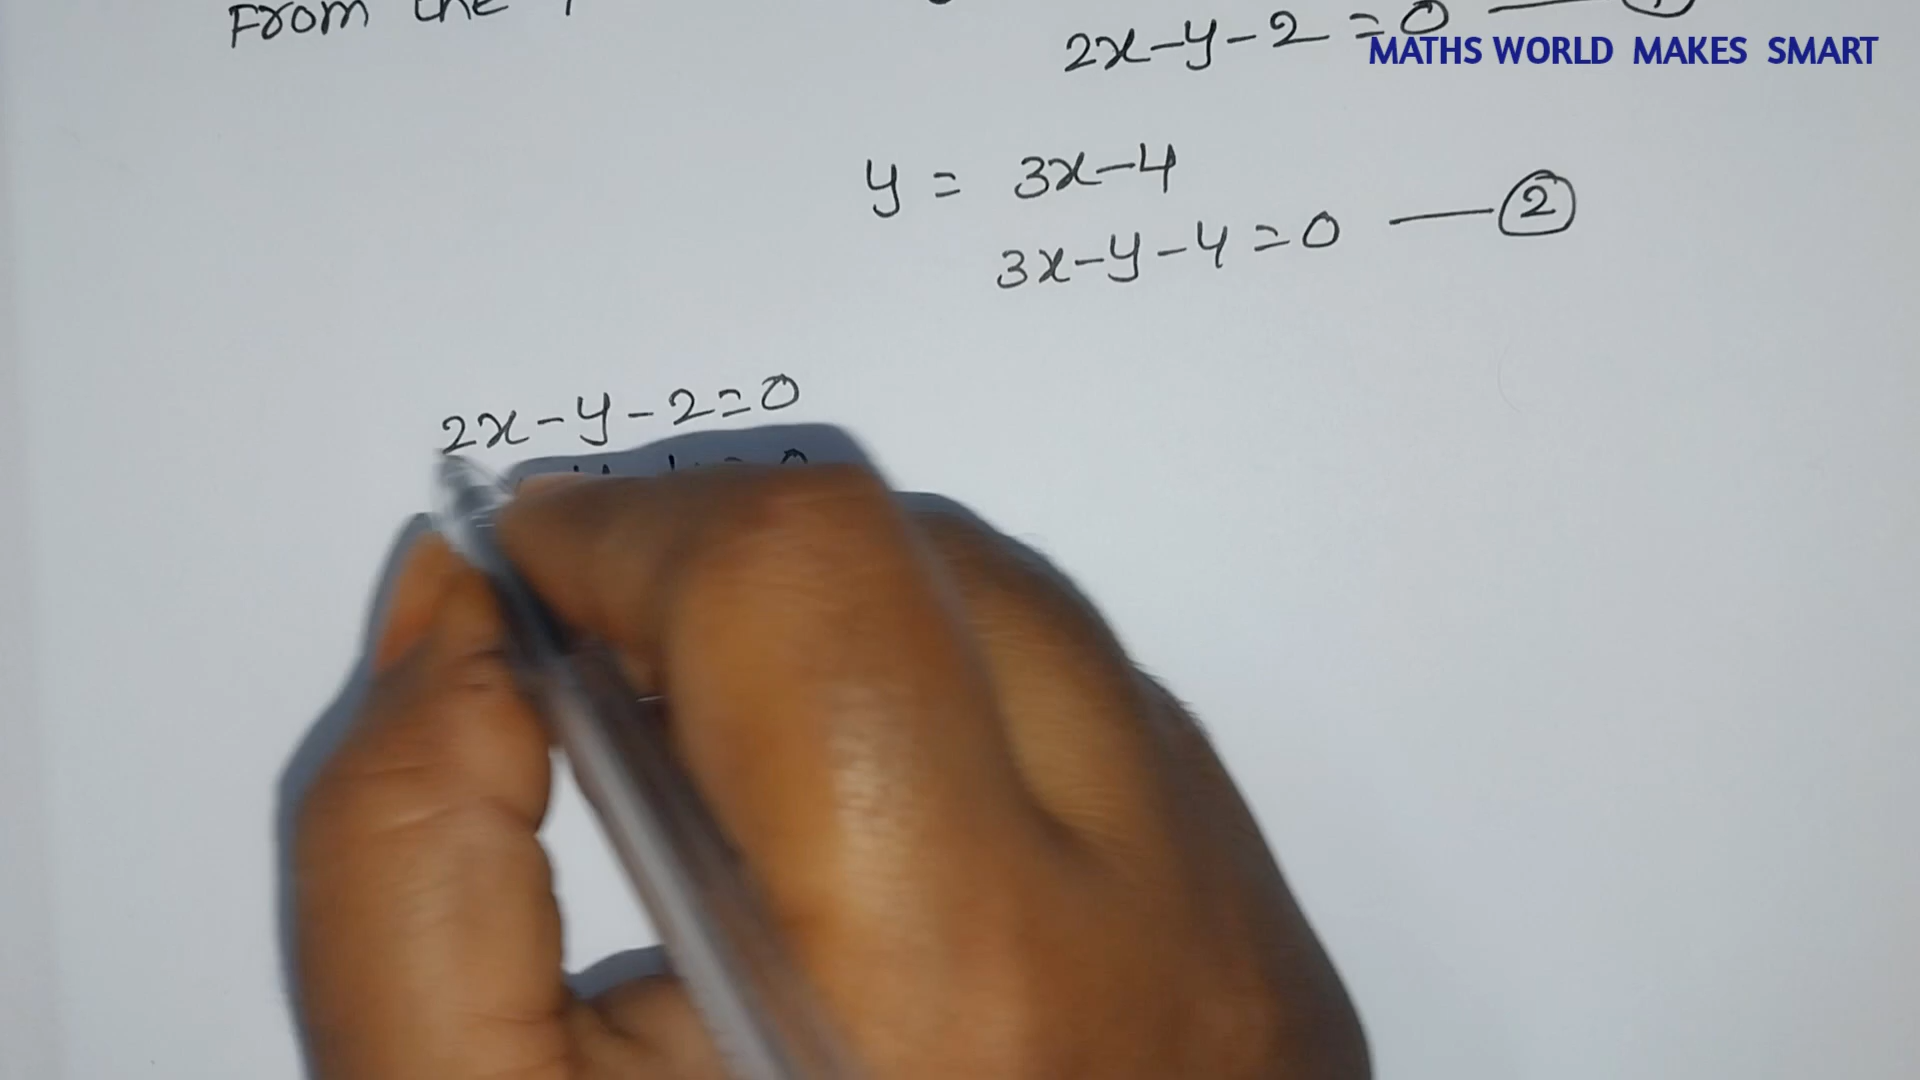 From the
2x-y-2=0
MATHS WORLD MAKES SMART
y = 3x-4
3x-y-4=0 — 2
2x-y-2=0